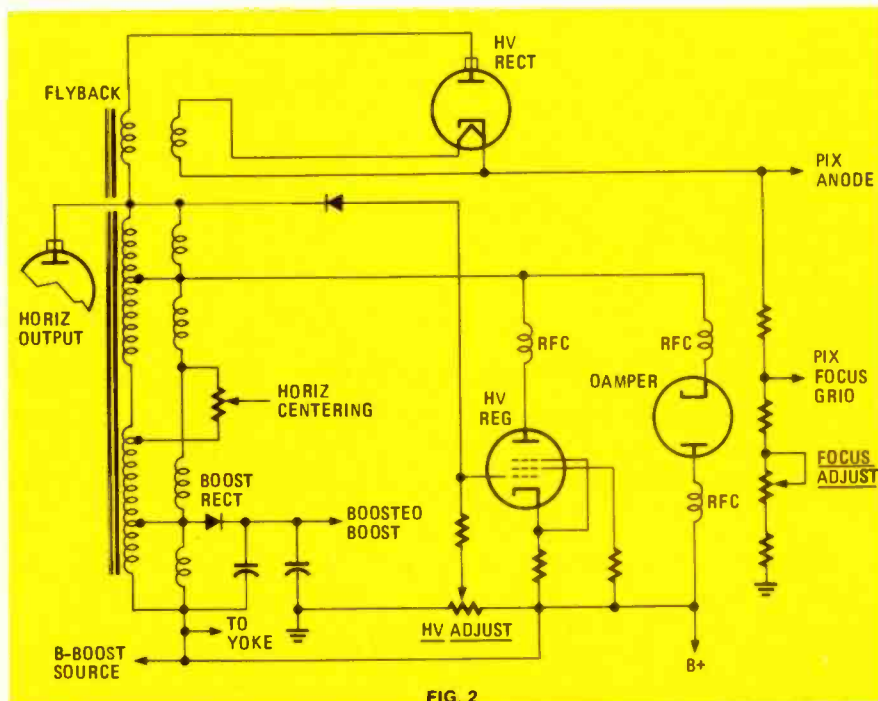 HV
RECT
FLYBACK
PIX
ANODE
HORIZ
OUTPUT
RFC
RFC
OAMPER
HV
REG
HORIZ
CENTERING
PIX
FOCUS
GRIO
FOCUS
ADJUST
BOOST
RECT
RFC
BOOSTEO
BOOST
TO
YOKE
HV ADJUST
B-BOOST
SOURCE
B+
FIG. 2